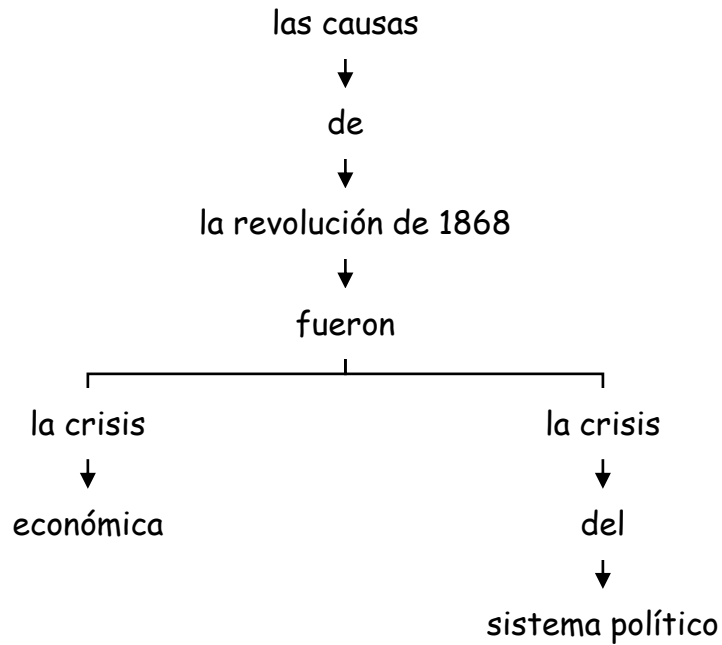 las causas
de
la revolución de 1868
fueron
la crisis
la crisis
económica
del
sistema político